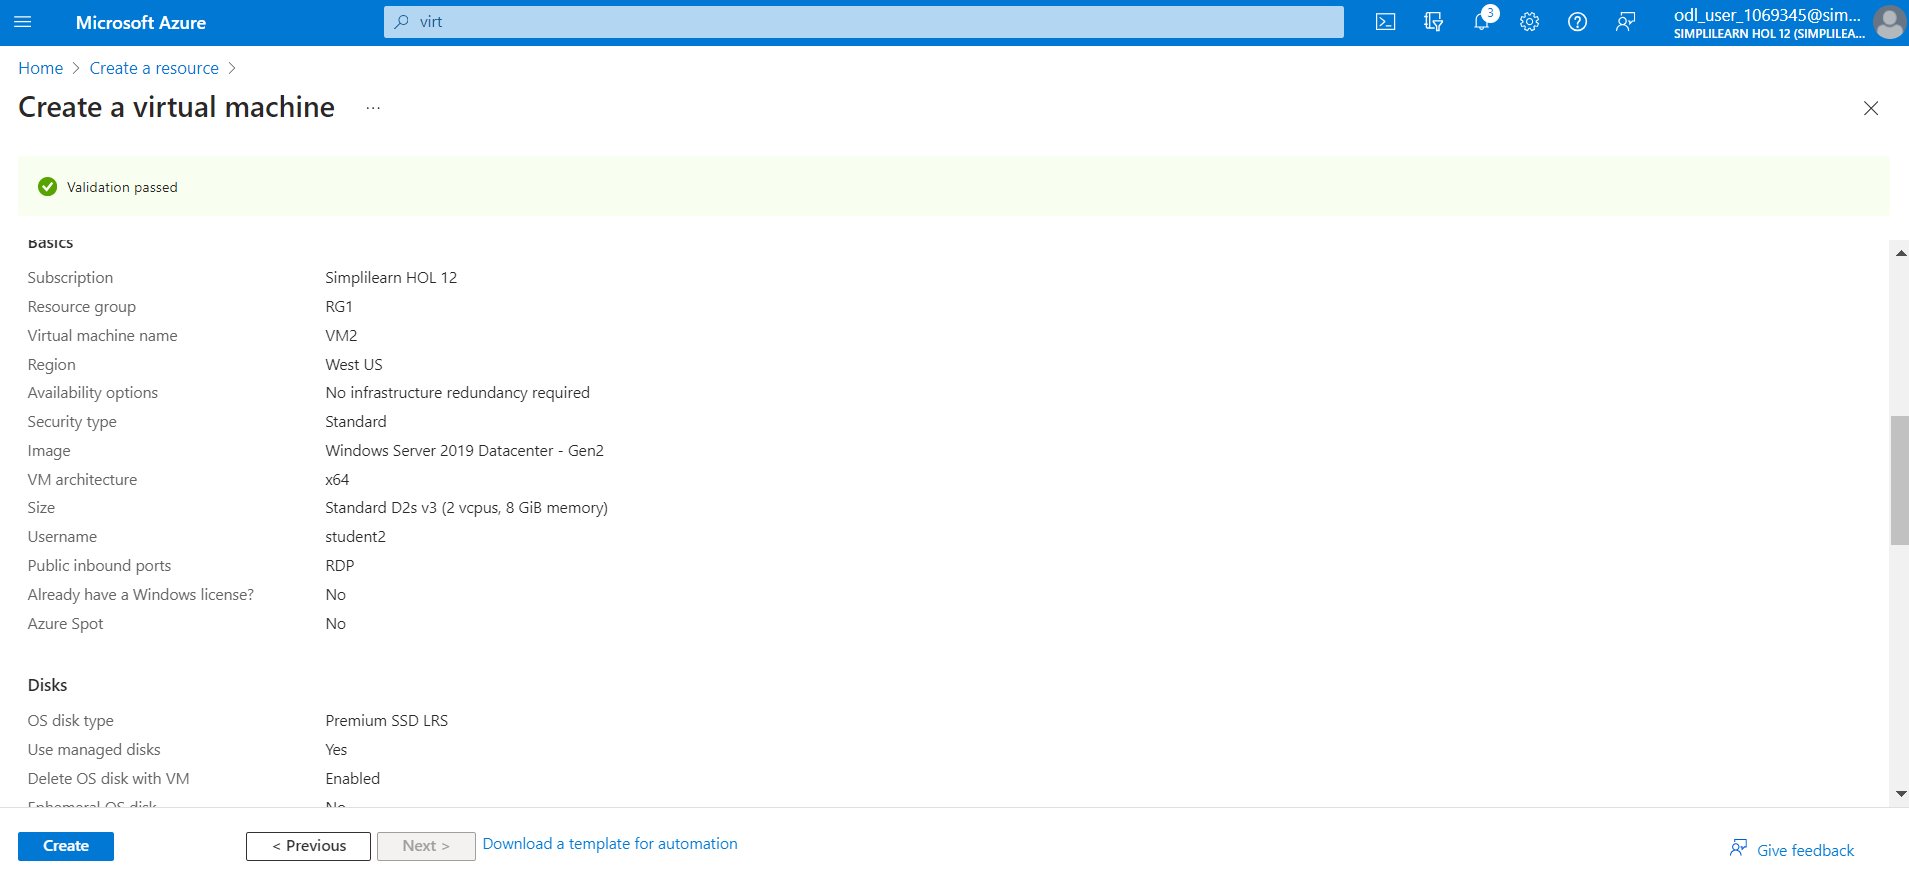 Microsoft Azure
virt
3
odl_user_1069345@sim...
SIMPLILEARN HOL 12 (SIMPLILEA...
Home > Create a resource >
Create a virtual machine ...
Validation passed
Basics
Subscription Simplilearn HOL 12
Resource group RG1
Virtual machine name VM2
Region West US
Availability options No infrastructure redundancy required
Security type Standard
Image Windows Server 2019 Datacenter - Gen2
VM architecture x64
Size Standard D2s v3 (2 vcpus, 8 GiB memory)
Username student2
Public inbound ports RDP
Already have a Windows license? No
Azure Spot No
Disks
OS disk type Premium SSD LRS
Use managed disks Yes
Delete OS disk with VM Enabled
Ephemeral OS disk No
Create < Previous Next > Download a template for automation
Give feedback